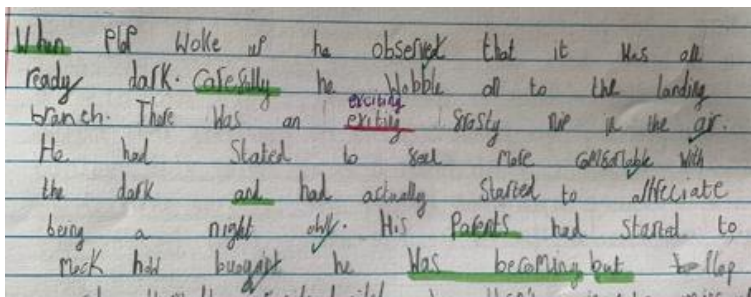 When Plop woke up he observed that it was all
ready dark. Carefully he wobble on to the landing
exciting
branch. There was an exiting frosty nip in the air.
He had Stated to feel more comfortable with
the dark and had actually Started to
being a night owl. His Parents had started to
how buoyant he Was becoming but flap